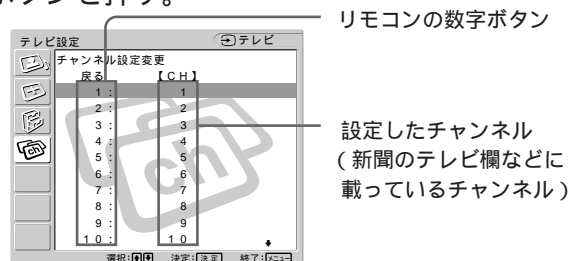 ボタンを押す。
リモコンの数字ボタン
テレビ設定 テレビ
チャンネル設定変更
戻る 【CH】
1: 1
2: 2
3: 3
4: 4
5: 5
6: 6
7: 7
8: 8
9: 9
10: 10
設定したチャンネル
(新聞のテレビ欄などに
載っているチャンネル)
ch
ch
選択: 決定:決定 終了:メニュー